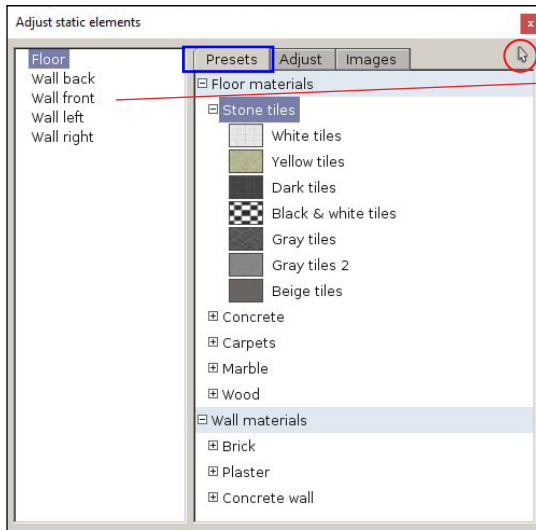 Adjust static elements
x
Floor
Wall back
Wall front
Wall left
Wall right
Presets Adjust Images
Floor materials
Stone tiles
White tiles
Yellow tiles
Dark tiles
Black & white tiles
Gray tiles
Gray tiles 2
Beige tiles
Concrete
Carpets
Marble
Wood
Wall materials
Brick
Plaster
Concrete wall